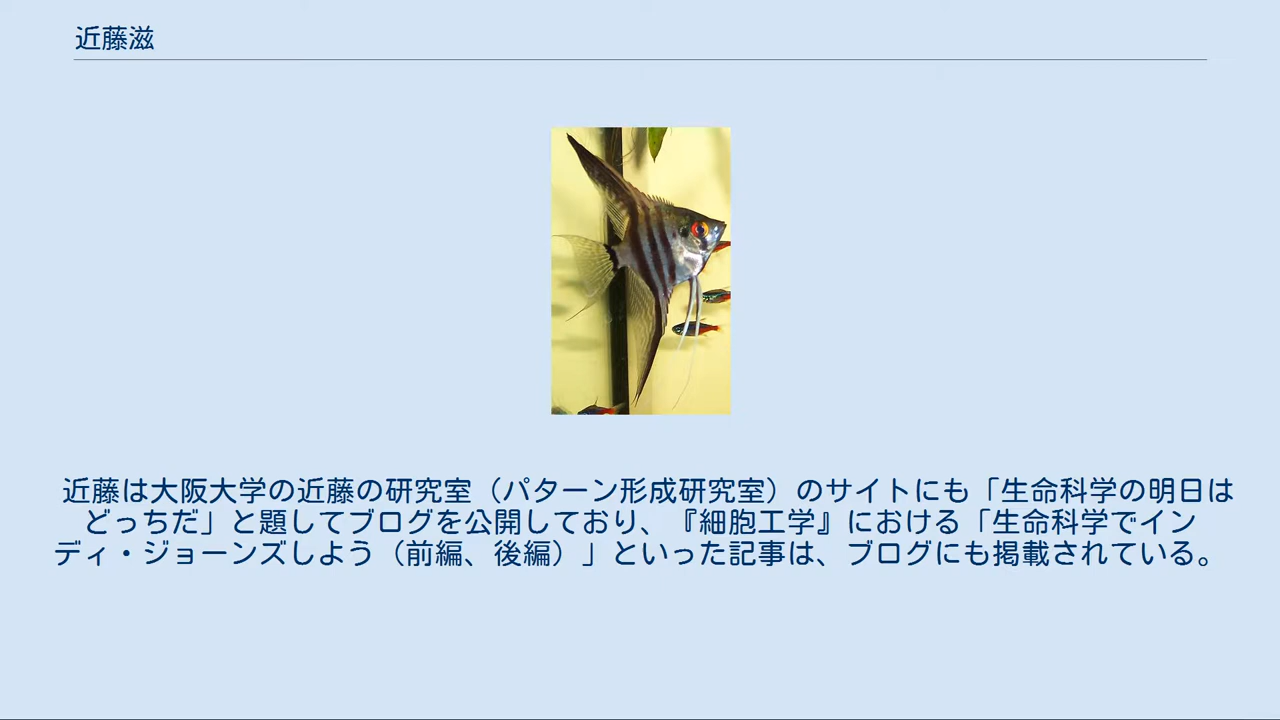 近藤滋
近藤は大阪大学の近藤の研究室（パターン形成研究室）のサイトにも「生命科学の明日は
どっちだ」と題してブログを公開しており、『細胞工学』における「生命科学でイン
ディ・ジョーンズしよう（前編、後編）」といった記事は、ブログにも掲載されている。